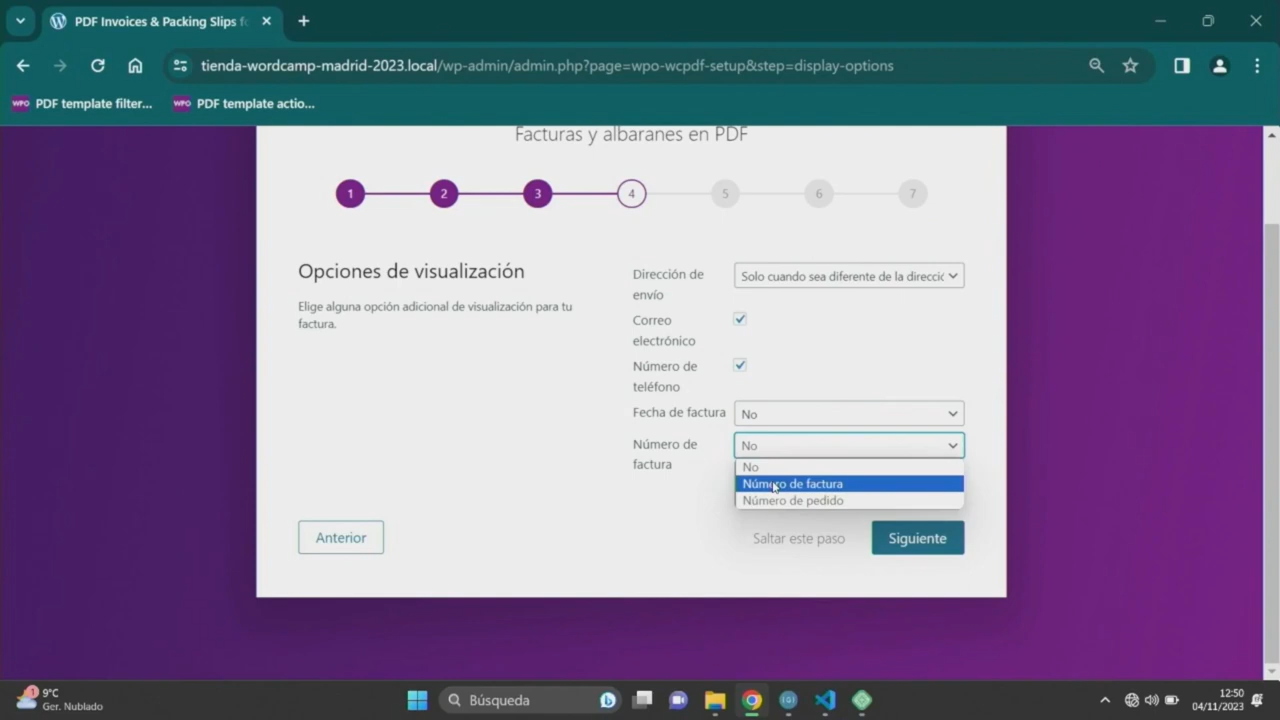 PDF Invoices & Packing Slips fo
tienda-wordcamp-madrid-2023.local/wp-admin/admin.php?page=wpo-wcpdf-setup&step=display-options
WPO PDF template filter...
WPO PDF template actio...
Facturas y albaranes en PDF
1 2 3 4 5 6 7
Opciones de visualización
Elige alguna opción adicional de visualización para tu
factura.
Dirección de
envío
Solo cuando sea diferente de la direcció
Correo
electrónico
Número de
teléfono
Fecha de factura
No
Número de
factura
No
No
Número de factura
Número de pedido
Anterior
Saltar este paso
Siguiente
1
9°C
Ger. Nublado
Búsqueda
12:50
04/11/2023